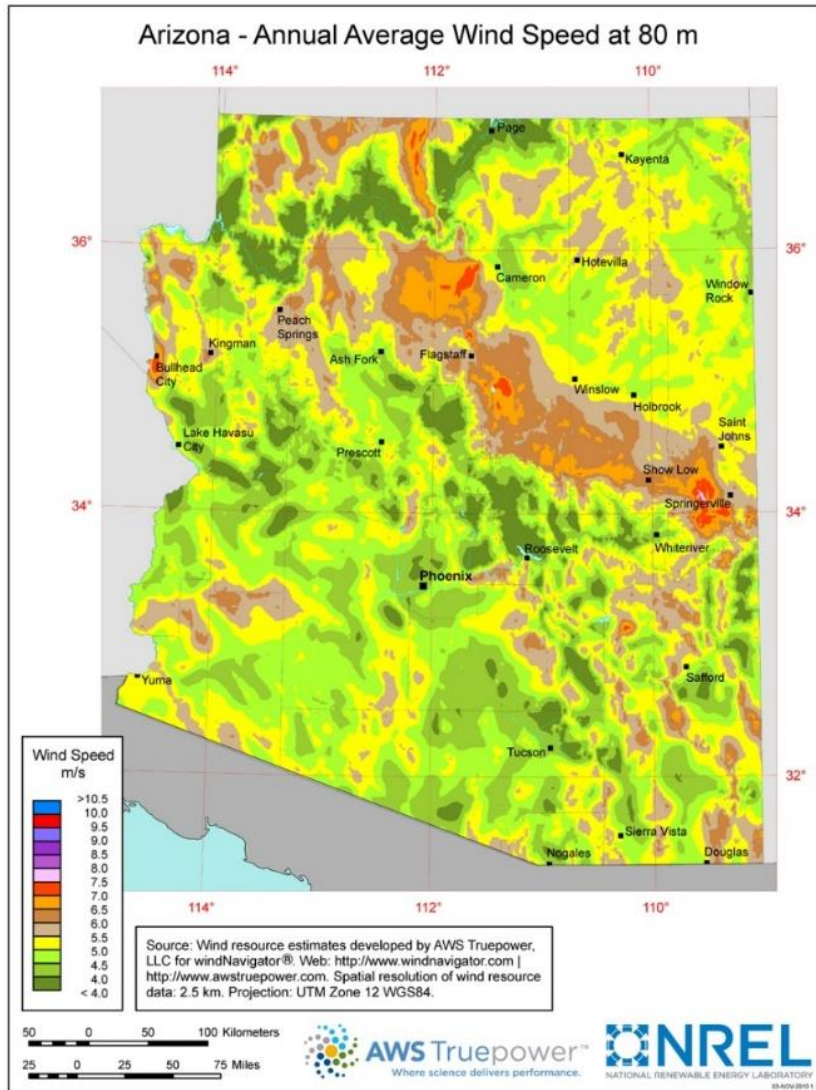 Arizona - Annual Average Wind Speed at 80 m
114° 112° 110°
Page
Kayenta
36° 36°
Hotevilla
Cameron
Window
Rock
Peach
Springs
Kingman
Ash Fork
Flagstaff
Bullhead
City
Winslow
Holbrook
Lake Havasu
City
Prescott
Saint
Johns
Show Low
Springerville
34° 34°
Whiteriver
Roosevelt
Phoenix
Safford
Yuma
Tucson
32° 32°
Sierra Vista
Nogales
Douglas
Wind Speed
m/s
>10.5
10.0
9.5
9.0
8.5
8.0
7.5
7.0
6.5
6.0
5.5
5.0
4.5
4.0
< 4.0
114° 112° 110°
Source: Wind resource estimates developed by AWS Truepower,
LLC for windNavigator®. Web: http://www.windnavigator.com |
http://www.awstruepower.com. Spatial resolution of wind resource
data: 2.5 km. Projection: UTM Zone 12 WGS84.
50 0 50 100 Kilometers
25 0 25 50 75 Miles
AWS Truepower™
Where science delivers performance.
NREL
NATIONAL RENEWABLE ENERGY LABORATORY